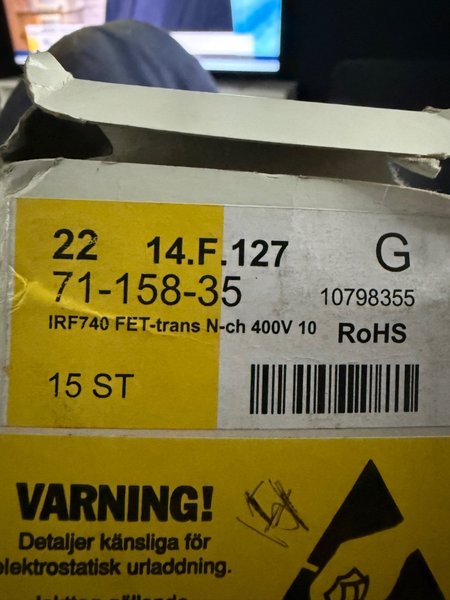 22 14.F.127 G
71-158-35 10798355
IRF740 FET-trans N-ch 400V 10 RoHS
15 ST
VARNING!
Detaljer känsliga för
elektrostatisk urladdning.